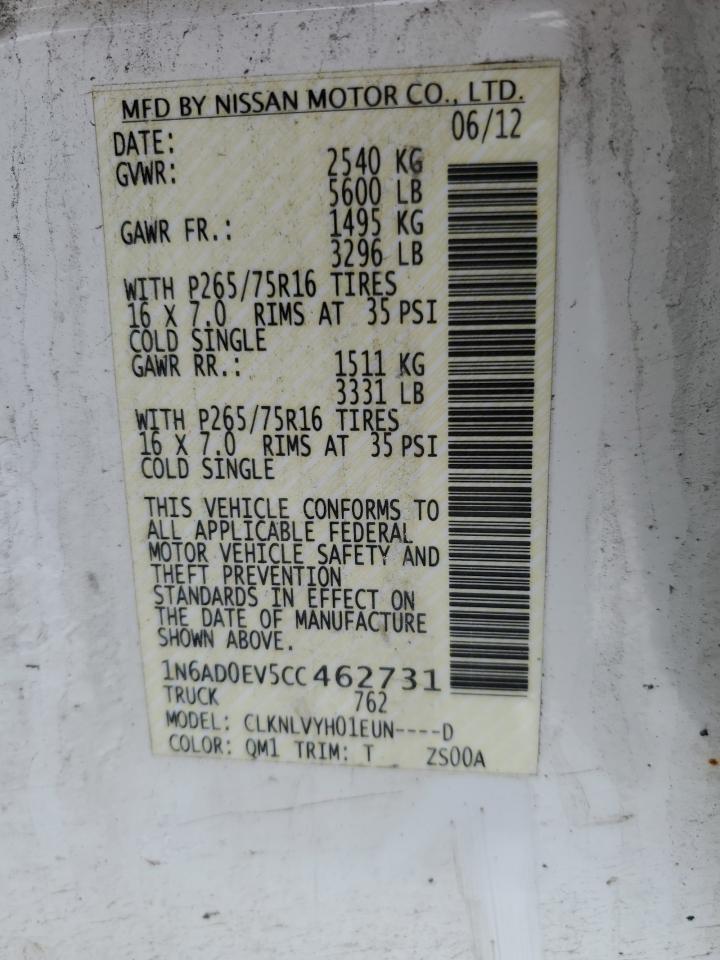 MFD BY NISSAN MOTOR CO., LTD.
DATE: 06/12
GVWR: 2540 KG
5600 LB
GAWR FR.: 1495 KG
3296 LB
WITH P265/75R16 TIRES
16 X 7.0 RIMS AT 35 PSI
COLD SINGLE
GAWR RR.: 1511 KG
3331 LB
WITH P265/75R16 TIRES
16 X 7.0 RIMS AT 35 PSI
COLD SINGLE
THIS VEHICLE CONFORMS TO
ALL APPLICABLE FEDERAL
MOTOR VEHICLE SAFETY AND
THEFT PREVENTION
STANDARDS IN EFFECT ON
THE DATE OF MANUFACTURE
SHOWN ABOVE.
1N6AD0EV5CC462731
TRUCK 762
MODEL: CLKNLVYH01EUN----D
COLOR: QM1 TRIM: T ZS00A